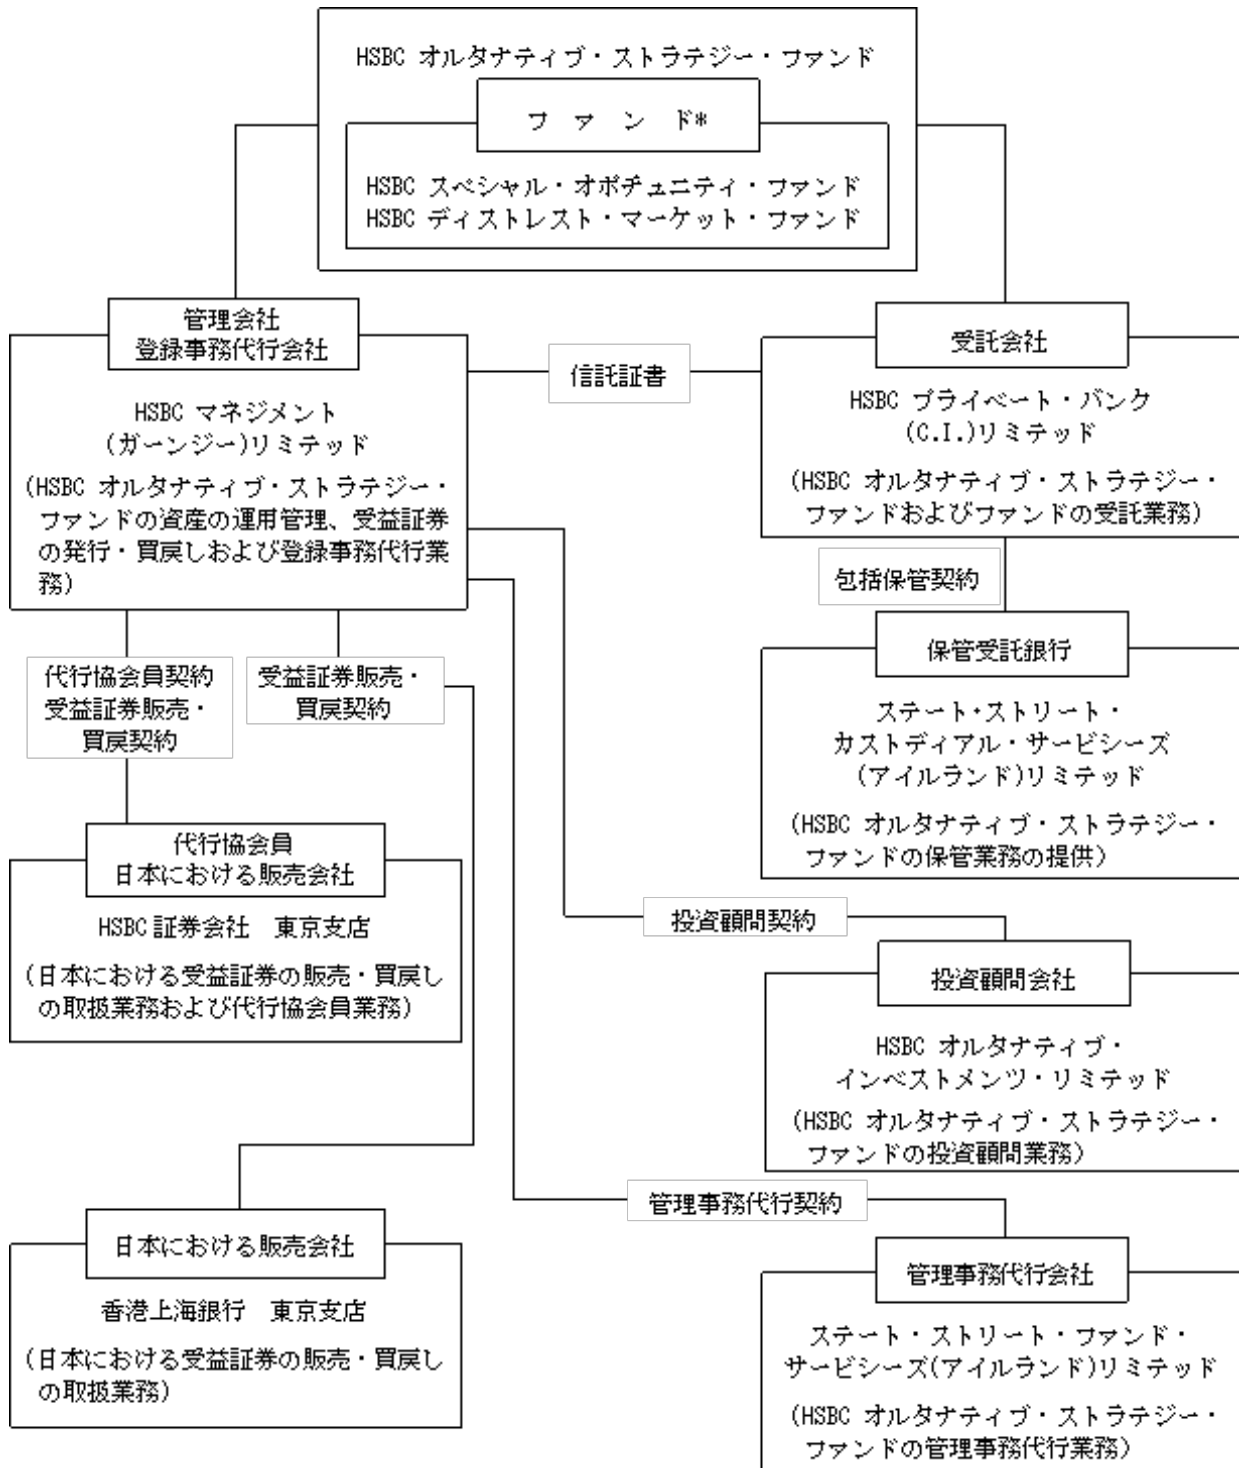 HSBC オルタナティブ・ストラテジー・ファンド
ファンド*
HSBC スペシャル・オポチュニティ・ファンド
HSBC ディストレスト・マーケット・ファンド
管理会社
登録事務代行会社
HSBC マネジメント
(ガーンジー)リミテッド
(HSBC オルタナティブ・ストラテジー・
ファンドの資産の運用管理、受益証券
の発行・買戻しおよび登録事務代行業
務)
信託証書
受託会社
HSBC プライベート・バンク
(C.I.)リミテッド
(HSBC オルタナティブ・ストラテジー・
ファンドおよびファンドの受託業務)
包括保管契約
保管受託銀行
ステート・ストリート・
カストディアル・サービシーズ
(アイルランド)リミテッド
(HSBC オルタナティブ・ストラテジー・
ファンドの保管業務の提供)
代行協会員契約
受益証券販売・
買戻契約
受益証券販売・
買戻契約
代行協会員
日本における販売会社
HSBC証券会社 東京支店
(日本における受益証券の販売・買戻し
の取扱業務および代行協会員業務)
投資顧問契約
投資顧問会社
HSBC オルタナティブ・
インベストメンツ・リミテッド
(HSBC オルタナティブ・ストラテジー・
ファンドの投資顧問業務)
管理事務代行契約
日本における販売会社
香港上海銀行 東京支店
(日本における受益証券の販売・買戻し
の取扱業務)
管理事務代行会社
ステート・ストリート・ファンド・
サービシーズ(アイルランド)リミテッド
(HSBC オルタナティブ・ストラテジー・
ファンドの管理事務代行業務)